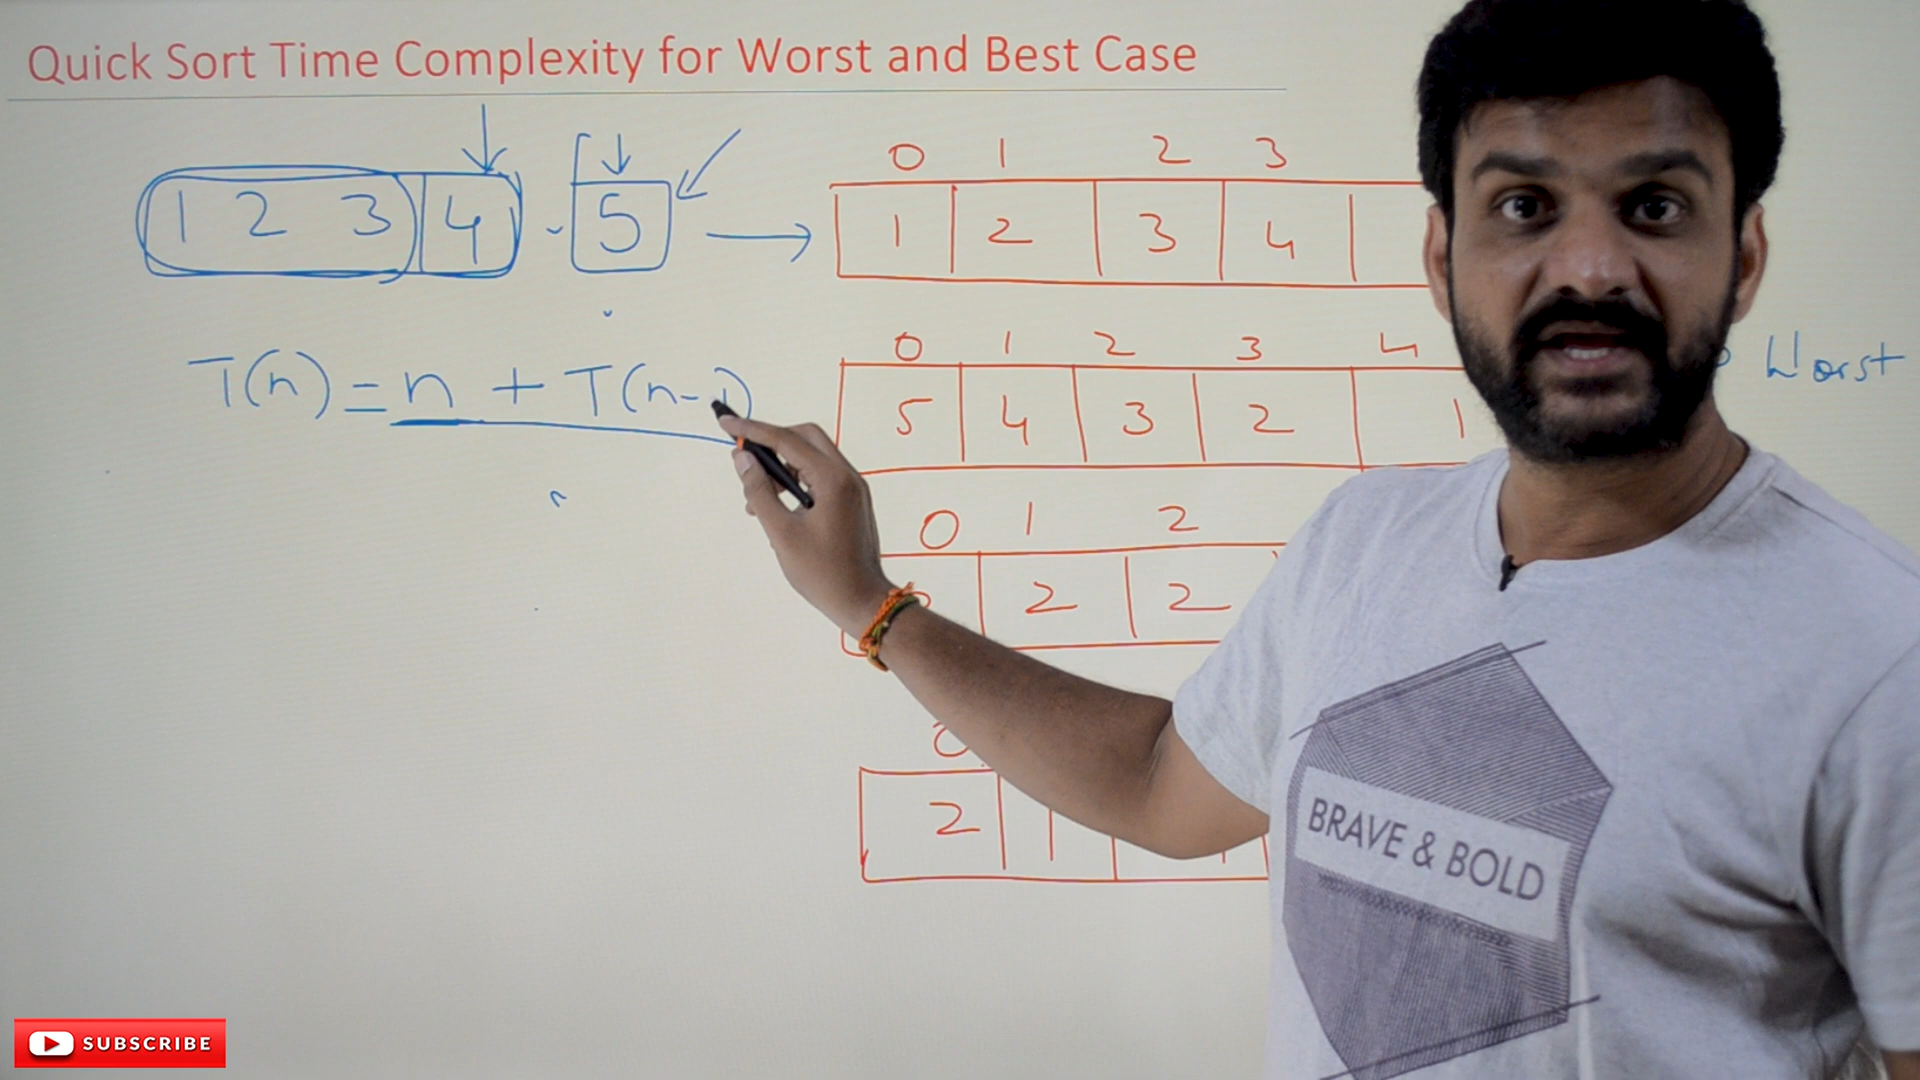 Quick Sort Time Complexity for Worst and Best Case
1 2 3 4 5
0 1 2 3
1 2 3 4
T(n) = n + T(n-1)
0 1 2 3 4
5 4 3 2 1
Worst
0 1 2
2 2
0
2 1
BRAVE & BOLD
SUBSCRIBE